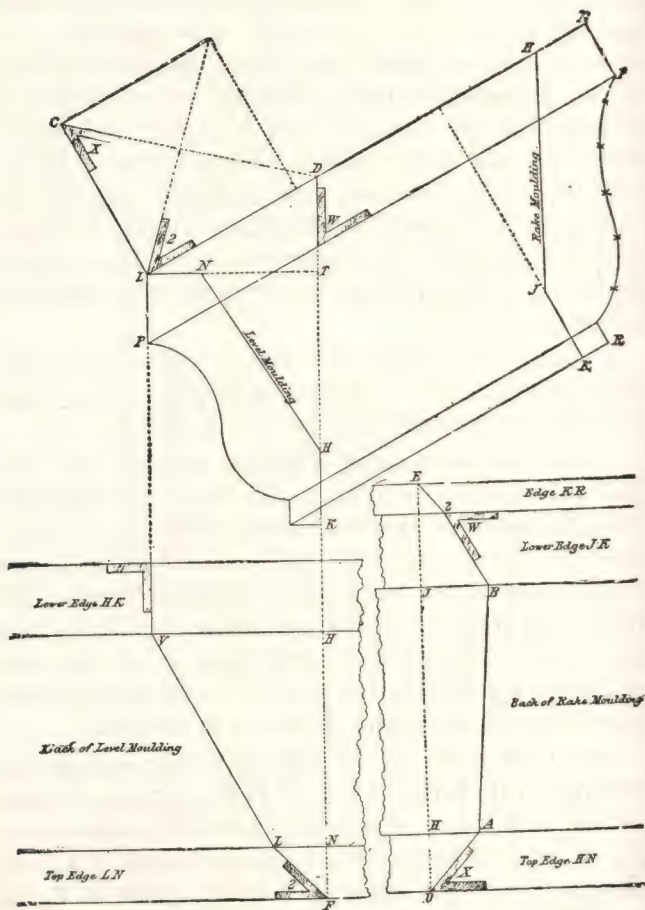 N
H
P
C
X
D
W
2
L
N
T
Rake Moulding
J
P
Level Moulding
R
K
H
E
K
2
Edge K R
W
Lower Edge J K
Lower Edge H K
J
B
V
H
Back of Rake Moulding
Back of Level Moulding
L
N
H
A
Top Edge L N
2
X
Top Edge H N
F
O